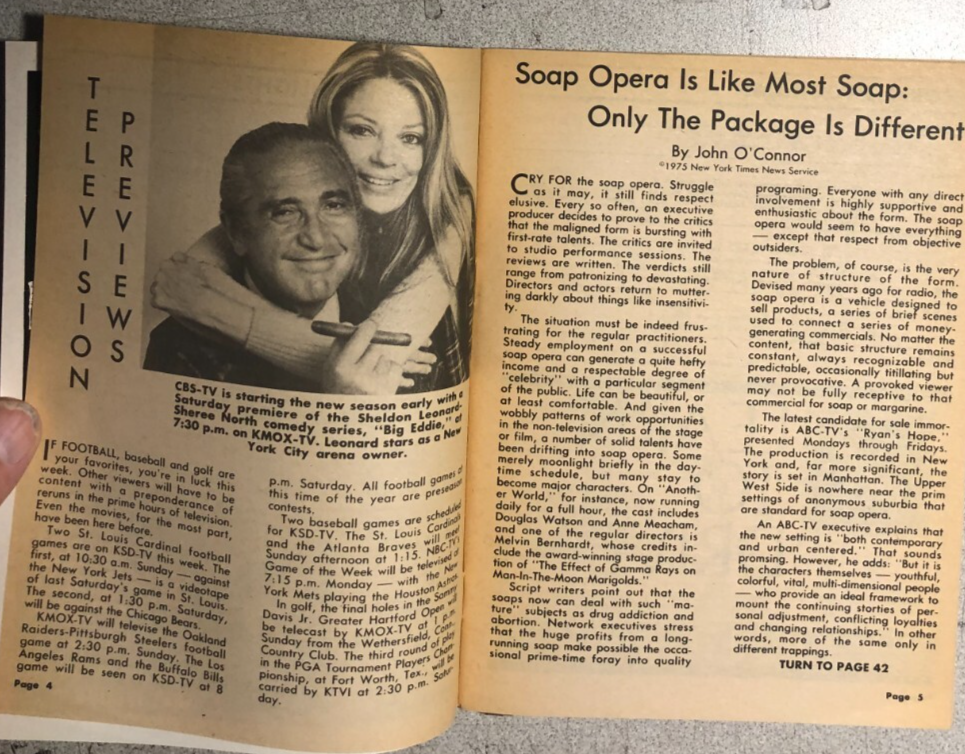 TELEVISION
PREVIEWS
CBS-TV is starting the new season early with a
Saturday premiere of the Sheldon Leonard-
Sheree North comedy series, "Big Eddie," at
7:30 p.m. on KMOX-TV. Leonard stars as a New
York City arena owner.
IF FOOTBALL, baseball and golf are
your favorites, you're in luck this
week. Other viewers will have to be
content with a preponderance of
reruns in the prime hours of television.
Even the movies, for the most part,
have been here before.
Two St. Louis Cardinal football
games are on KSD-TV this week. The
first, at 10:30 a.m. Sunday — against
the New York Jets — is a videotape
of last Saturday's game in St. Louis.
The second, at 1:30 p.m. Saturday,
will be against the Chicago Bears.
KMOX-TV will televise the Oakland
Raiders-Pittsburgh Steelers football
game at 2:30 p.m. Sunday. The Los
Angeles Rams and the Buffalo Bills
game will be seen on KSD-TV at 8
Page 4
p.m. Saturday. All football games at
this time of the year are preseason
contests.
Two baseball games are scheduled
for KSD-TV. The St. Louis Cardinals
and the Atlanta Braves will meet
Sunday afternoon at 1:15. NBC-TV's
Game of the Week will be televised at
7:15 p.m. Monday — with the New
York Mets playing the Houston Astros.
In golf, the final holes in the Sammy
Davis Jr. Greater Hartford Open will
be telecast by KMOX-TV at 1 p.m.
Sunday from the Wethersfield, Conn.,
Country Club. The third round of play
in the PGA Tournament Players Cham-
pionship, at Fort Worth, Tex., will be
carried by KTVI at 2:30 p.m. Satur-
day.
Soap Opera Is Like Most Soap:
Only The Package Is Different
By John O'Connor
©1975 New York Times News Service
CRY FOR the soap opera. Struggle
as it may, it still finds respect
elusive. Every so often, an executive
producer decides to prove to the critics
that the maligned form is bursting with
first-rate talents. The critics are invited
to studio performance sessions. The
reviews are written. The verdicts still
range from patronizing to devastating.
Directors and actors return to mutter-
ing darkly about things like insensitivi-
ty.
The situation must be indeed frus-
trating for the regular practitioners.
Steady employment on a successful
soap opera can generate a quite hefty
income and a respectable degree of
"celebrity" with a particular segment
of the public. Life can be beautiful, or
at least comfortable. And given the
wobbly patterns of work opportunities
in the non-television areas of the stage
or film, a number of solid talents have
been drifting into soap opera. Some
merely moonlight briefly in the day-
time schedule, but many stay to
become major characters. On "Anoth-
er World," for instance, now running
daily for a full hour, the cast includes
Douglas Watson and Anne Meacham,
and one of the regular directors is
Melvin Bernhardt, whose credits in-
clude the award-winning stage produc-
tion of "The Effect of Gamma Rays on
Man-In-The-Moon Marigolds."
Script writers point out that the
soaps now can deal with such "ma-
ture" subjects as drug addiction and
abortion. Network executives stress
that the huge profits from a long-
running soap make possible the occa-
sional prime-time foray into quality
programing. Everyone with any direct
involvement is highly supportive and
enthusiastic about the form. The soap
opera would seem to have everything
— except that respect from objective
outsiders.
The problem, of course, is the very
nature of structure of the form.
Devised many years ago for radio, the
soap opera is a vehicle designed to
sell products, a series of brief scenes
used to connect a series of money-
generating commercials. No matter the
content, that basic structure remains
constant, always recognizable and
predictable, occasionally titillating but
never provocative. A provoked viewer
may not be fully receptive to that
commercial for soap or margarine.
The latest candidate for sale immor-
tality is ABC-TV's "Ryan's Hope,"
presented Mondays through Fridays.
The production is recorded in New
York and, far more significant, the
story is set in Manhattan. The Upper
West Side is nowhere near the prim
settings of anonymous suburbia that
are standard for soap opera.
An ABC-TV executive explains that
the new setting is "both contemporary
and urban centered." That sounds
promising. However, he adds: "But it is
the characters themselves — youthful,
colorful, vital, multi-dimensional people
— who provide an ideal framework to
mount the continuing storties of per-
sonal adjustment, conflicting loyalties
and changing relationships." In other
words, more of the same only in
different trappings.
TURN TO PAGE 42
Page 5